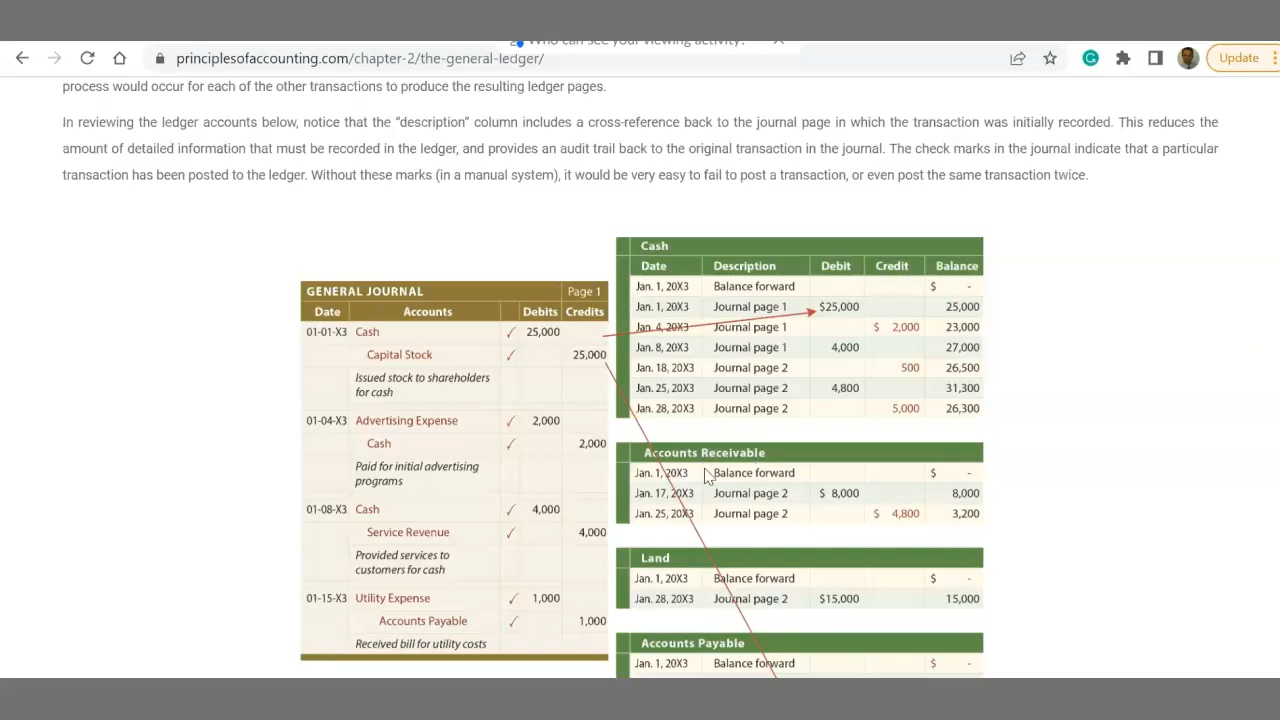 Who can see your viewing activity?
principlesofaccounting.com/chapter-2/the-general-ledger/
Update
process would occur for each of the other transactions to produce the resulting ledger pages.
In reviewing the ledger accounts below, notice that the “description” column includes a cross-reference back to the journal page in which the transaction was initially recorded. This reduces the
amount of detailed information that must be recorded in the ledger, and provides an audit trail back to the original transaction in the journal. The check marks in the journal indicate that a particular
transaction has been posted to the ledger. Without these marks (in a manual system), it would be very easy to fail to post a transaction, or even post the same transaction twice.
GENERAL JOURNAL Page 1
Date Accounts Debits Credits
01-01-X3 Cash ✓ 25,000
Capital Stock ✓ 25,000
Issued stock to shareholders
for cash
01-04-X3 Advertising Expense ✓ 2,000
Cash ✓ 2,000
Paid for initial advertising
programs
01-08-X3 Cash ✓ 4,000
Service Revenue ✓ 4,000
Provided services to
customers for cash
01-15-X3 Utility Expense ✓ 1,000
Accounts Payable ✓ 1,000
Received bill for utility costs
Cash
Date Description Debit Credit Balance
Jan. 1, 20X3 Balance forward $ -
Jan. 1, 20X3 Journal page 1 $25,000 25,000
Jan. 4, 20X3 Journal page 1 $ 2,000 23,000
Jan. 8, 20X3 Journal page 1 4,000 27,000
Jan. 18, 20X3 Journal page 2 500 26,500
Jan. 25, 20X3 Journal page 2 4,800 31,300
Jan. 28, 20X3 Journal page 2 5,000 26,300
Accounts Receivable
Jan. 1, 20X3 Balance forward $ -
Jan. 17, 20X3 Journal page 2 $ 8,000 8,000
Jan. 25, 20X3 Journal page 2 $ 4,800 3,200
Land
Jan. 1, 20X3 Balance forward $ -
Jan. 28, 20X3 Journal page 2 $15,000 15,000
Accounts Payable
Jan. 1, 20X3 Balance forward $ -